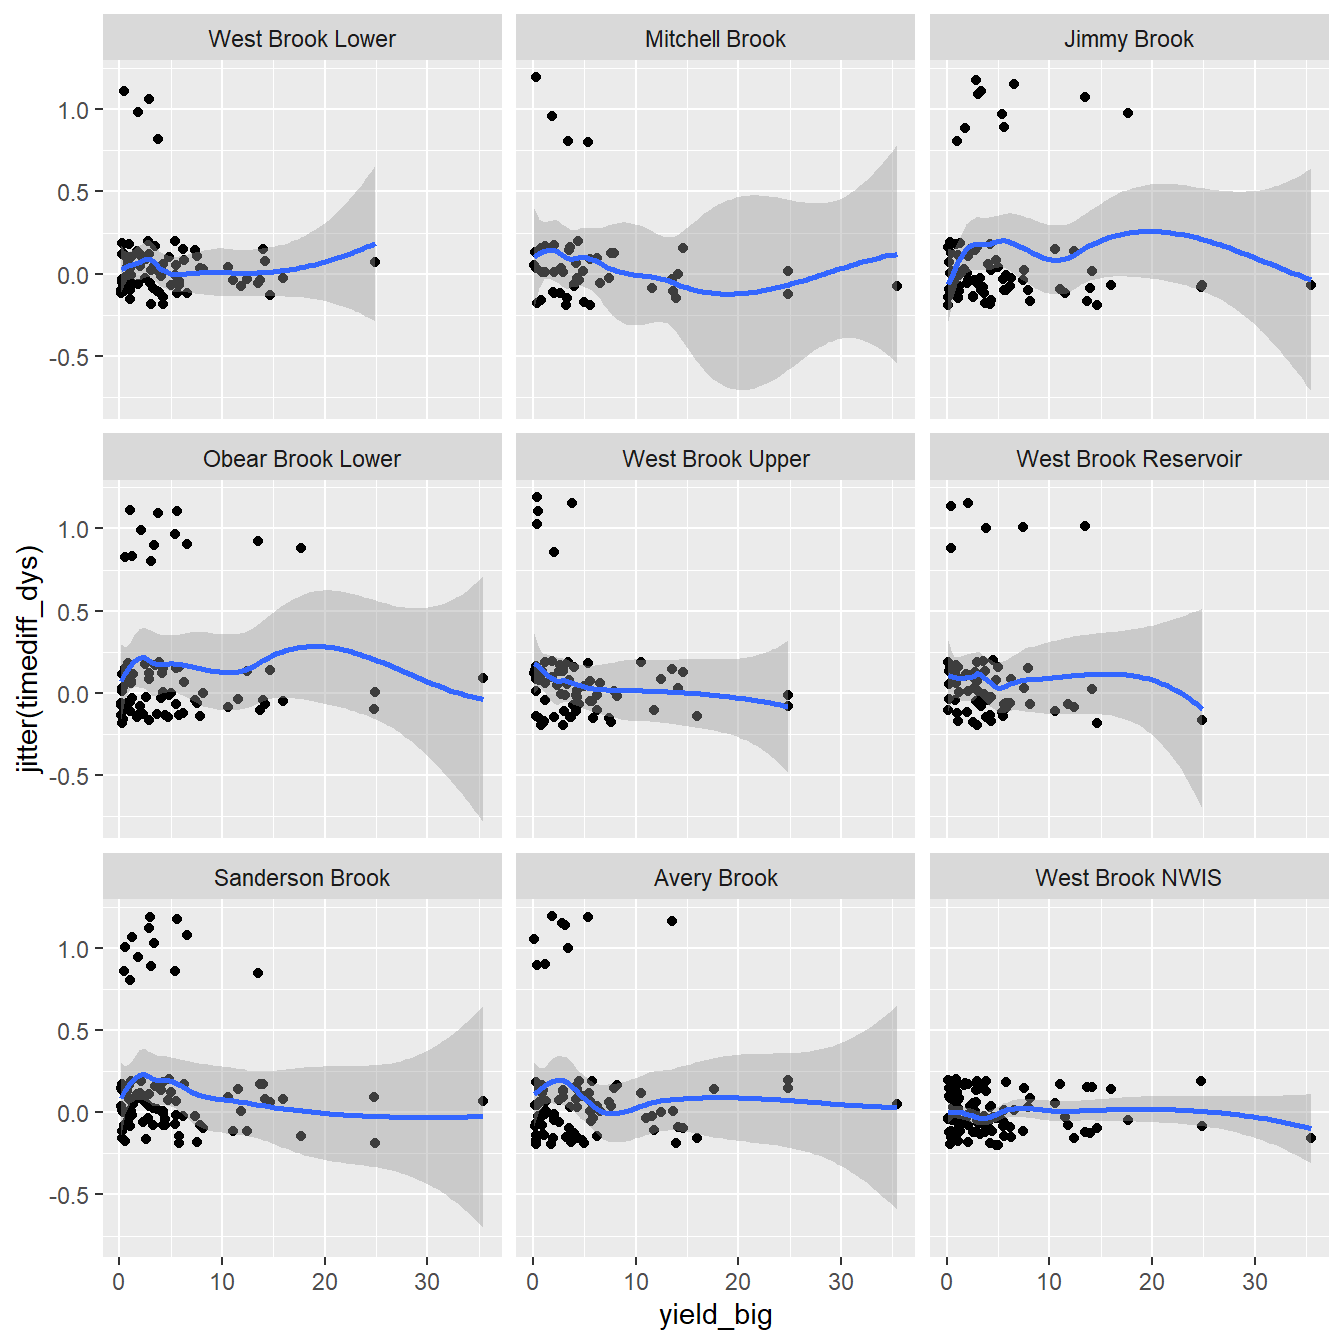 West Brook Lower
Mitchell Brook
Jimmy Brook
1.0
0.5
0.0
-0.5
Obear Brook Lower
West Brook Upper
West Brook Reservoir
1.0
0.5
0.0
-0.5
jitter(timediff_dys)
Sanderson Brook
Avery Brook
West Brook NWIS
1.0
0.5
0.0
-0.5
0 10 20 30 0 10 20 30 0 10 20 30
yield_big